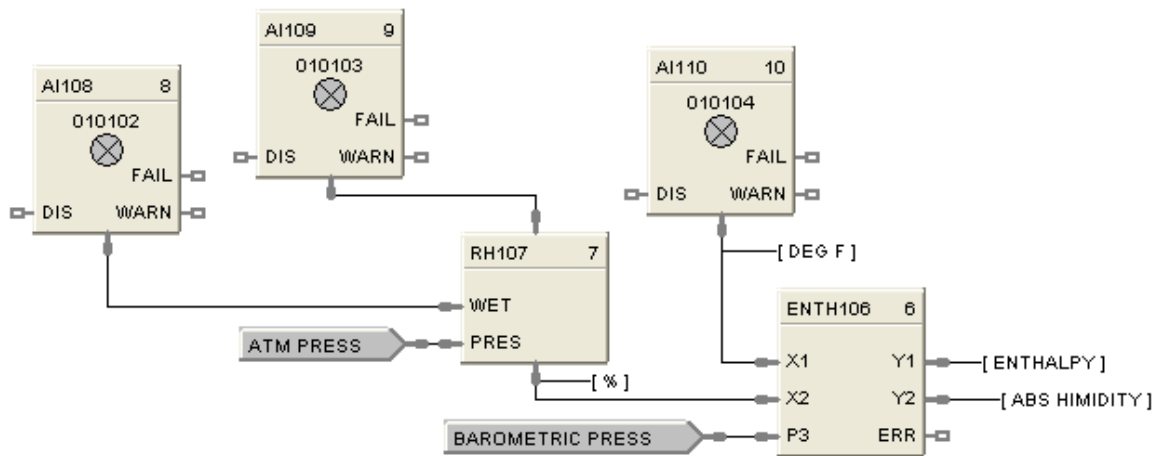 AI109 9
010103
FAIL
DIS WARN
AI108 8
010102
FAIL
DIS WARN
AI110 10
010104
FAIL
DIS WARN
[ DEG F ]
RH107 7
WET
PRES
ATM PRESS
[ % ]
ENTH106 6
X1 Y1
X2 Y2
P3 ERR
[ ENTHALPY ]
[ ABS HIMIDITY ]
BAROMETRIC PRESS